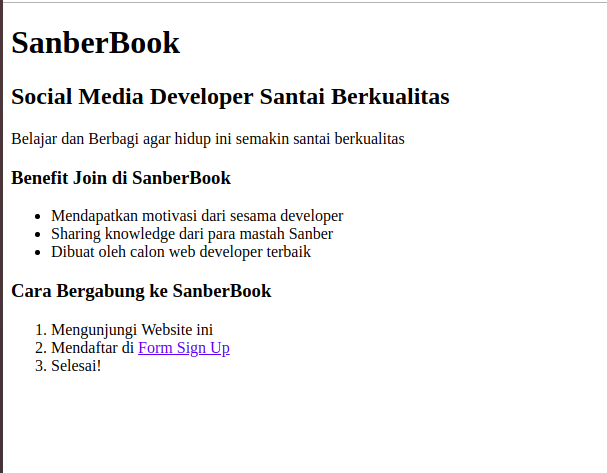 SanberBook
Social Media Developer Santai Berkualitas
Belajar dan Berbagi agar hidup ini semakin santai berkualitas
Benefit Join di SanberBook
• Mendapatkan motivasi dari sesama developer
• Sharing knowledge dari para mastah Sanber
• Dibuat oleh calon web developer terbaik
Cara Bergabung ke SanberBook
1. Mengunjungi Website ini
2. Mendaftar di Form Sign Up
3. Selesai!